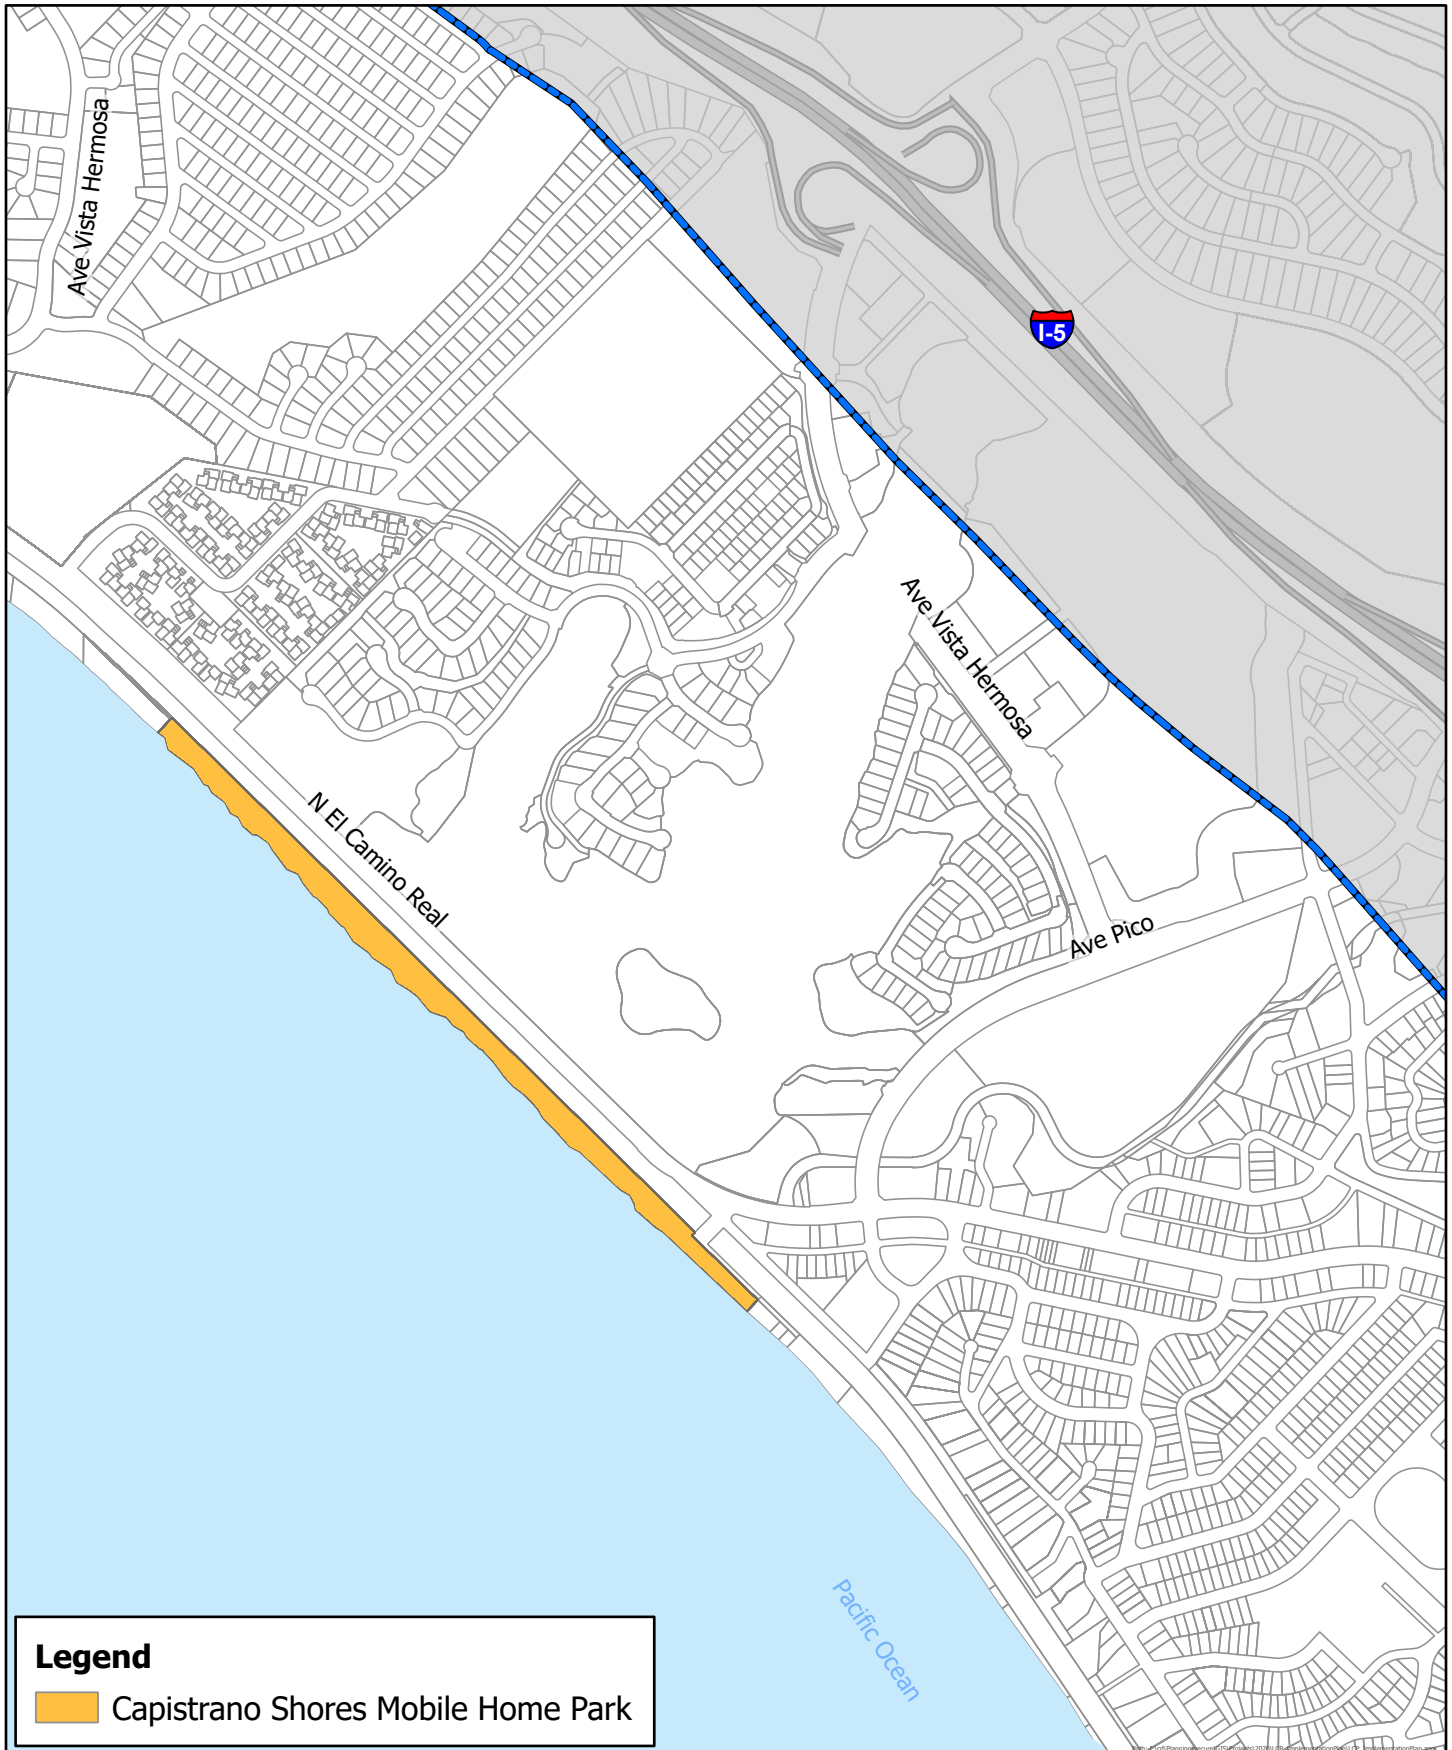 Ave Vista Hermosa
I-5
Ave Vista Hermosa
N El Camino Real
Ave Pico
Pacific Ocean
Legend
Capistrano Shores Mobile Home Park